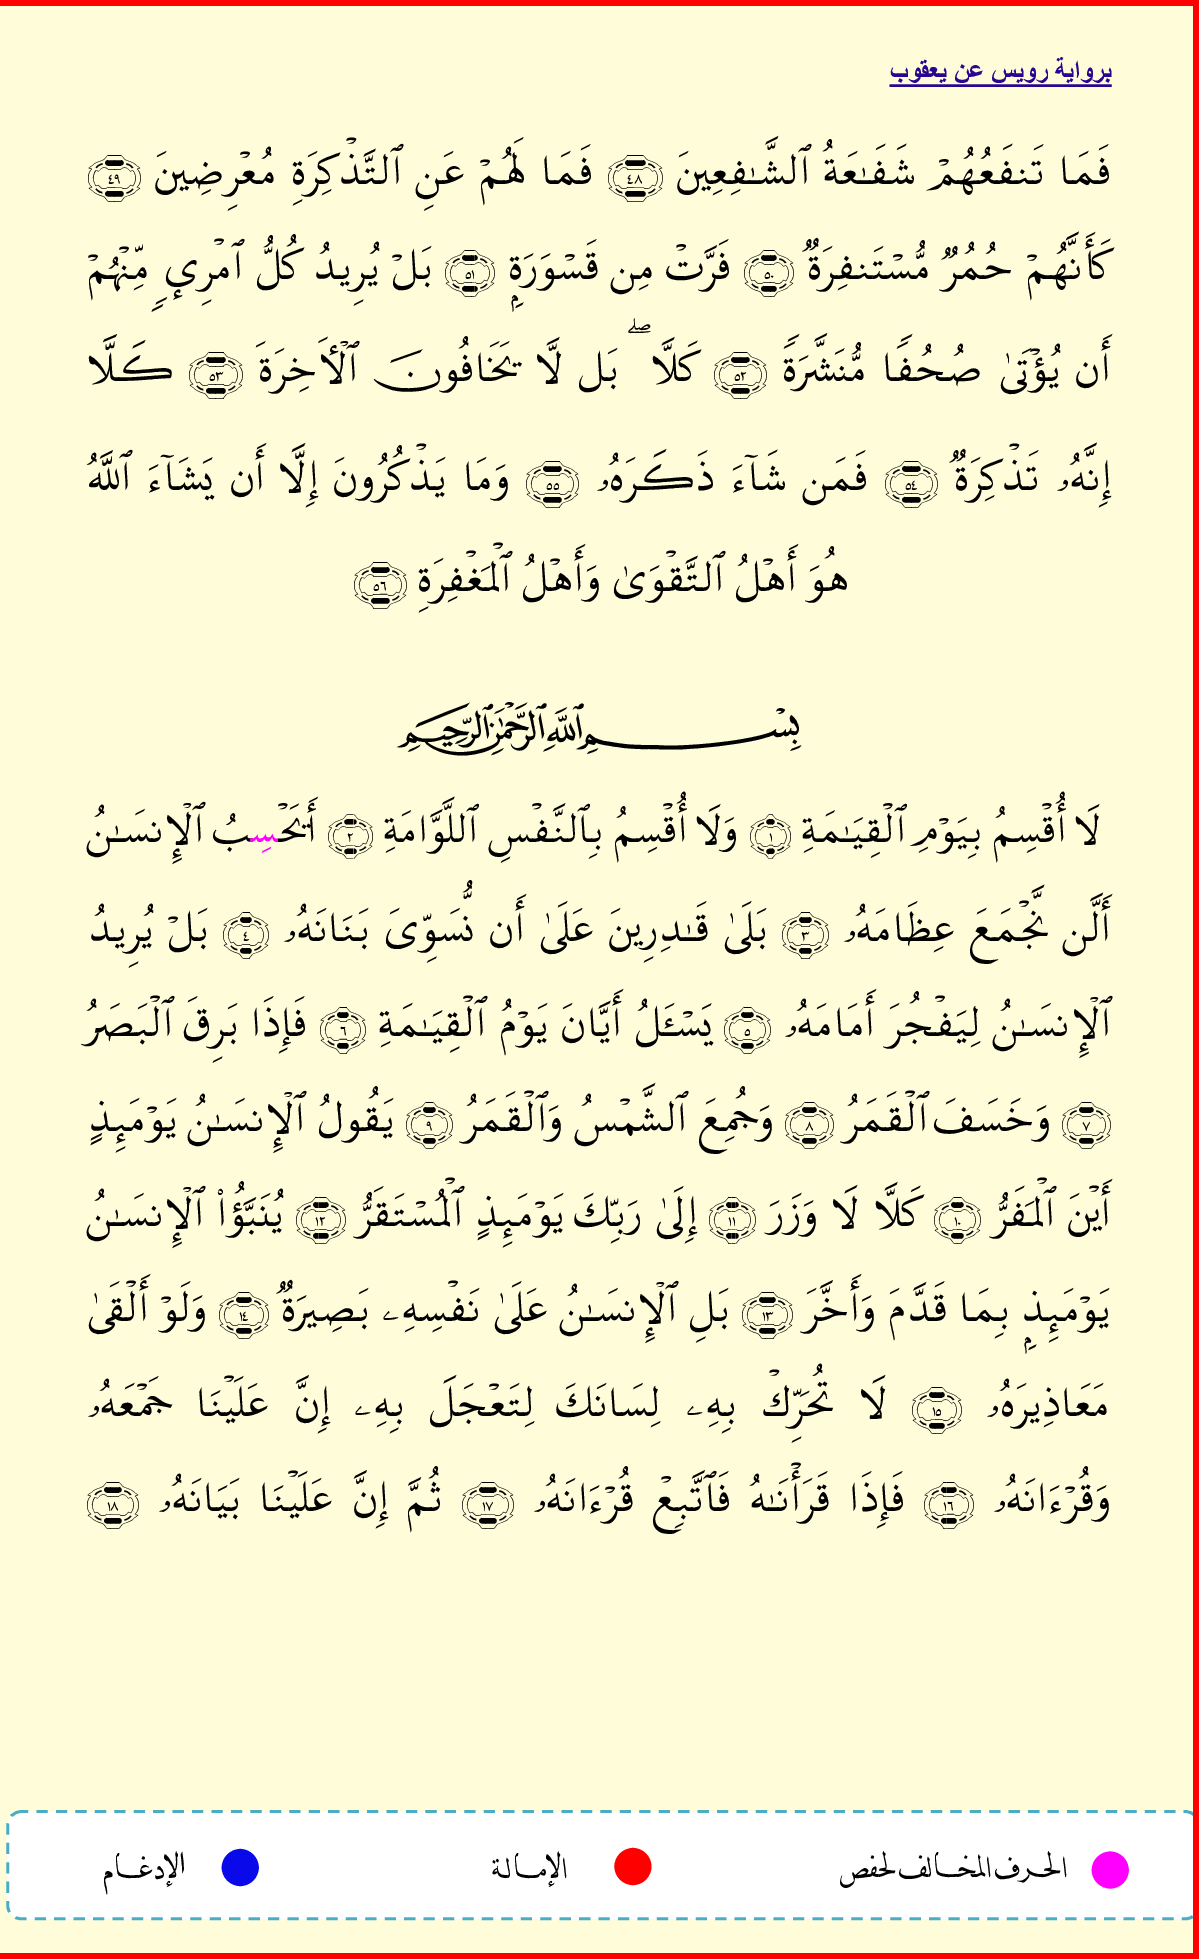 برواية رويس عن يعقوب
فَمَا تَنفَعُهُمۡ شَفَٰعَةُ ٱلشَّٰفِعِينَ ٤٨ فَمَا لَهُمۡ عَنِ ٱلتَّذۡكِرَةِ مُعۡرِضِينَ ٤٩
كَأَنَّهُمۡ حُمُرٞ مُّسۡتَنفِرَةٞ ٥٠ فَرَّتۡ مِن قَسۡوَرَةِۭ ٥١ بَلۡ يُرِيدُ كُلُّ ٱمۡرِيٕٖ مِّنۡهُمۡ
أَن يُؤۡتَىٰ صُحُفٗا مُّنَشَّرَةٗ ٥٢ كَلَّاۖ بَل لَّا يَخَافُونَ ٱلۡأٓخِرَةَ ٥٣ كَلَّا
إِنَّهُۥ تَذۡكِرَةٞ ٥٤ فَمَن شَآءَ ذَكَرَهُۥ ٥٥ وَمَا يَذۡكُرُونَ إِلَّا أَن يَشَآءَ ٱللَّهُ
هُوَ أَهۡلُ ٱلتَّقۡوَىٰ وَأَهۡلُ ٱلۡمَغۡفِرَةِ ٥٦
بِسۡمِ ٱللَّهِ ٱلرَّحۡمَٰنِ ٱلرَّحِيمِ
لَا أُقۡسِمُ بِيَوۡمِ ٱلۡقِيَٰمَةِ ١ وَلَا أُقۡسِمُ بِٱلنَّفۡسِ ٱللَّوَّامَةِ ٢ أَيَحۡسِبُ ٱلۡإِنسَٰنُ
أَلَّن نَّجۡمَعَ عِظَامَهُۥ ٣ بَلَىٰ قَٰدِرِينَ عَلَىٰ أَن نُّسَوِّيَ بَنَانَهُۥ ٤ بَلۡ يُرِيدُ
ٱلۡإِنسَٰنُ لِيَفۡجُرَ أَمَامَهُۥ ٥ يَسۡـَٔلُ أَيَّانَ يَوۡمُ ٱلۡقِيَٰمَةِ ٦ فَإِذَا بَرِقَ ٱلۡبَصَرُ
٧ وَخَسَفَ ٱلۡقَمَرُ ٨ وَجُمِعَ ٱلشَّمۡسُ وَٱلۡقَمَرُ ٩ يَقُولُ ٱلۡإِنسَٰنُ يَوۡمَئِذٍ
أَيۡنَ ٱلۡمَفَرُّ ١٠ كَلَّا لَا وَزَرَ ١١ إِلَىٰ رَبِّكَ يَوۡمَئِذٍ ٱلۡمُسۡتَقَرُّ ١٢ يُنَبَّؤُاْ ٱلۡإِنسَٰنُ
يَوۡمَئِذِۭ بِمَا قَدَّمَ وَأَخَّرَ ١٣ بَلِ ٱلۡإِنسَٰنُ عَلَىٰ نَفۡسِهِۦ بَصِيرَةٞ ١٤ وَلَوۡ أَلۡقَىٰ
مَعَاذِيرَهُۥ ١٥ لَا تُحَرِّكۡ بِهِۦ لِسَانَكَ لِتَعۡجَلَ بِهِۦ إِنَّ عَلَيۡنَا جَمۡعَهُۥ
وَقُرۡءَانَهُۥ ١٦ فَإِذَا قَرَأۡنَٰهُ فَٱتَّبِعۡ قُرۡءَانَهُۥ ١٧ ثُمَّ إِنَّ عَلَيۡنَا بَيَانَهُۥ ١٨
الحرف المخالف لحفص الإمالة الإدغام